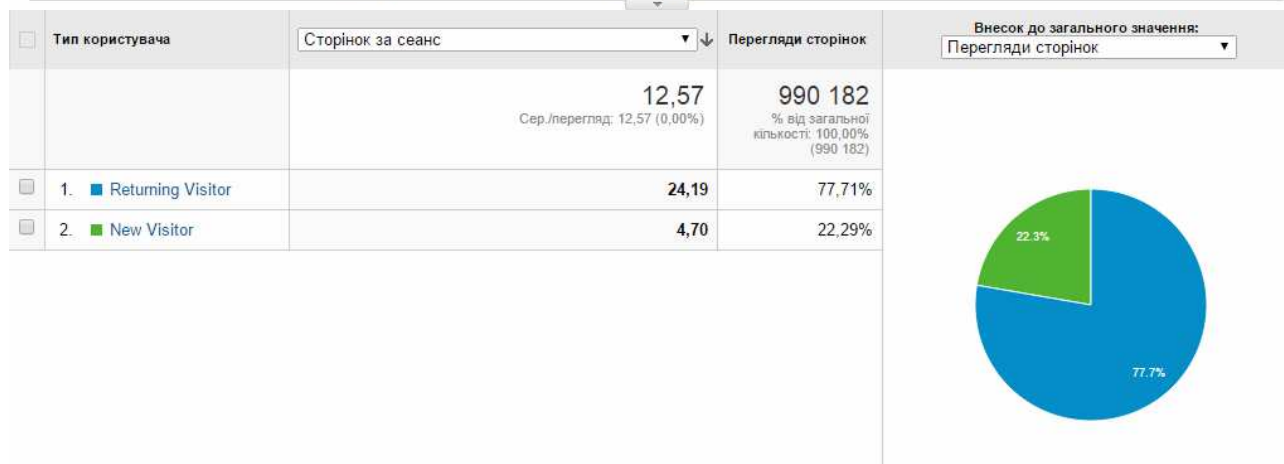 Тип користувача
Сторінок за сеанс
Перегляди сторінок
Внесок до загального значення:
Перегляди сторінок
12,57
Сер./перегляд: 12,57 (0,00%)
990 182
% від загальної
кількості: 100,00%
(990 182)
1. Returning Visitor 24,19 77,71%
2. New Visitor 4,70 22,29%
22.3%
77.7%